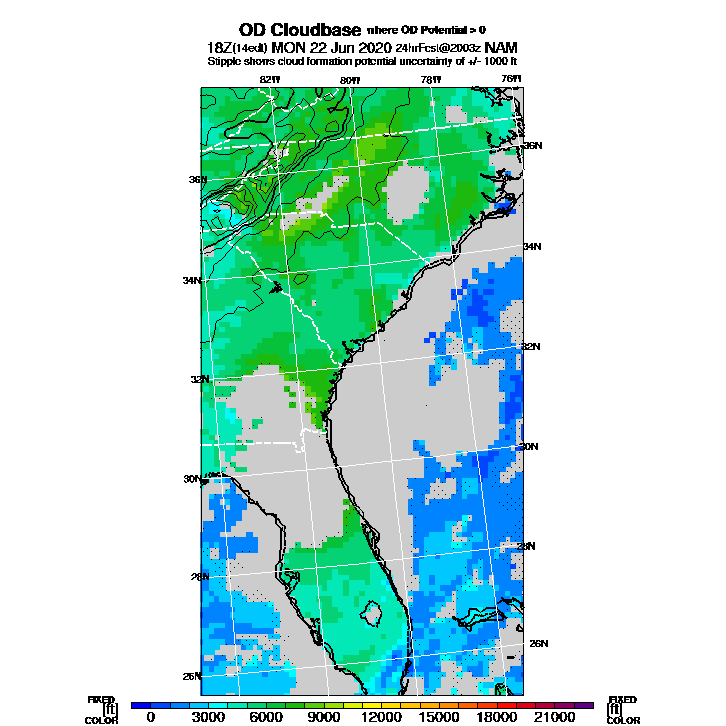 OD Cloudbase where OD Potential > 0
18Z(14edt) MON 22 Jun 2020 24hrFcst@2003z NAM
Stipple shows cloud formation potential uncertainty of +/- 1000 ft
82W 80W 78W 76W
36N
36N
34N
34N
32N
32N
30N
30N
28N
28N
26N
26N
FIXED FIXED
[ft] 0 3000 6000 9000 12000 15000 18000 21000 [ft]
COLOR COLOR